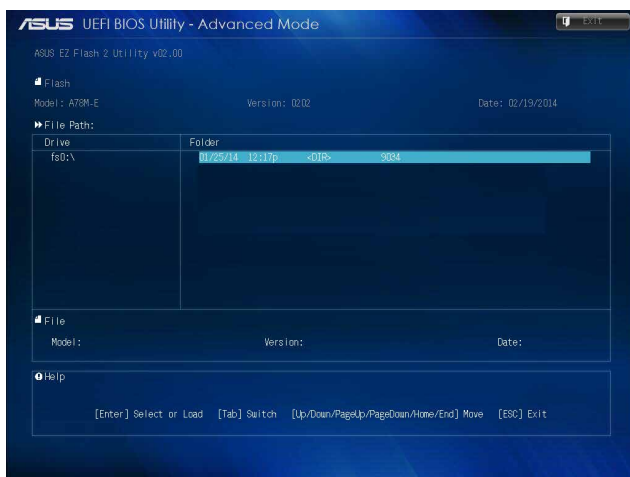 ASUS UEFI BIOS Utility - Advanced Mode
Exit
ASUS EZ Flash 2 Utility v02.00
Flash
Model: A78M-E Version: 0202 Date: 02/19/2014
File Path:
Drive Folder
fs0:\ 01/25/14 12:17p <DIR> 9034
File
Model: Version: Date:
Help
[Enter] Select or Load [Tab] Switch [Up/Down/PageUp/PageDown/Home/End] Move [ESC] Exit